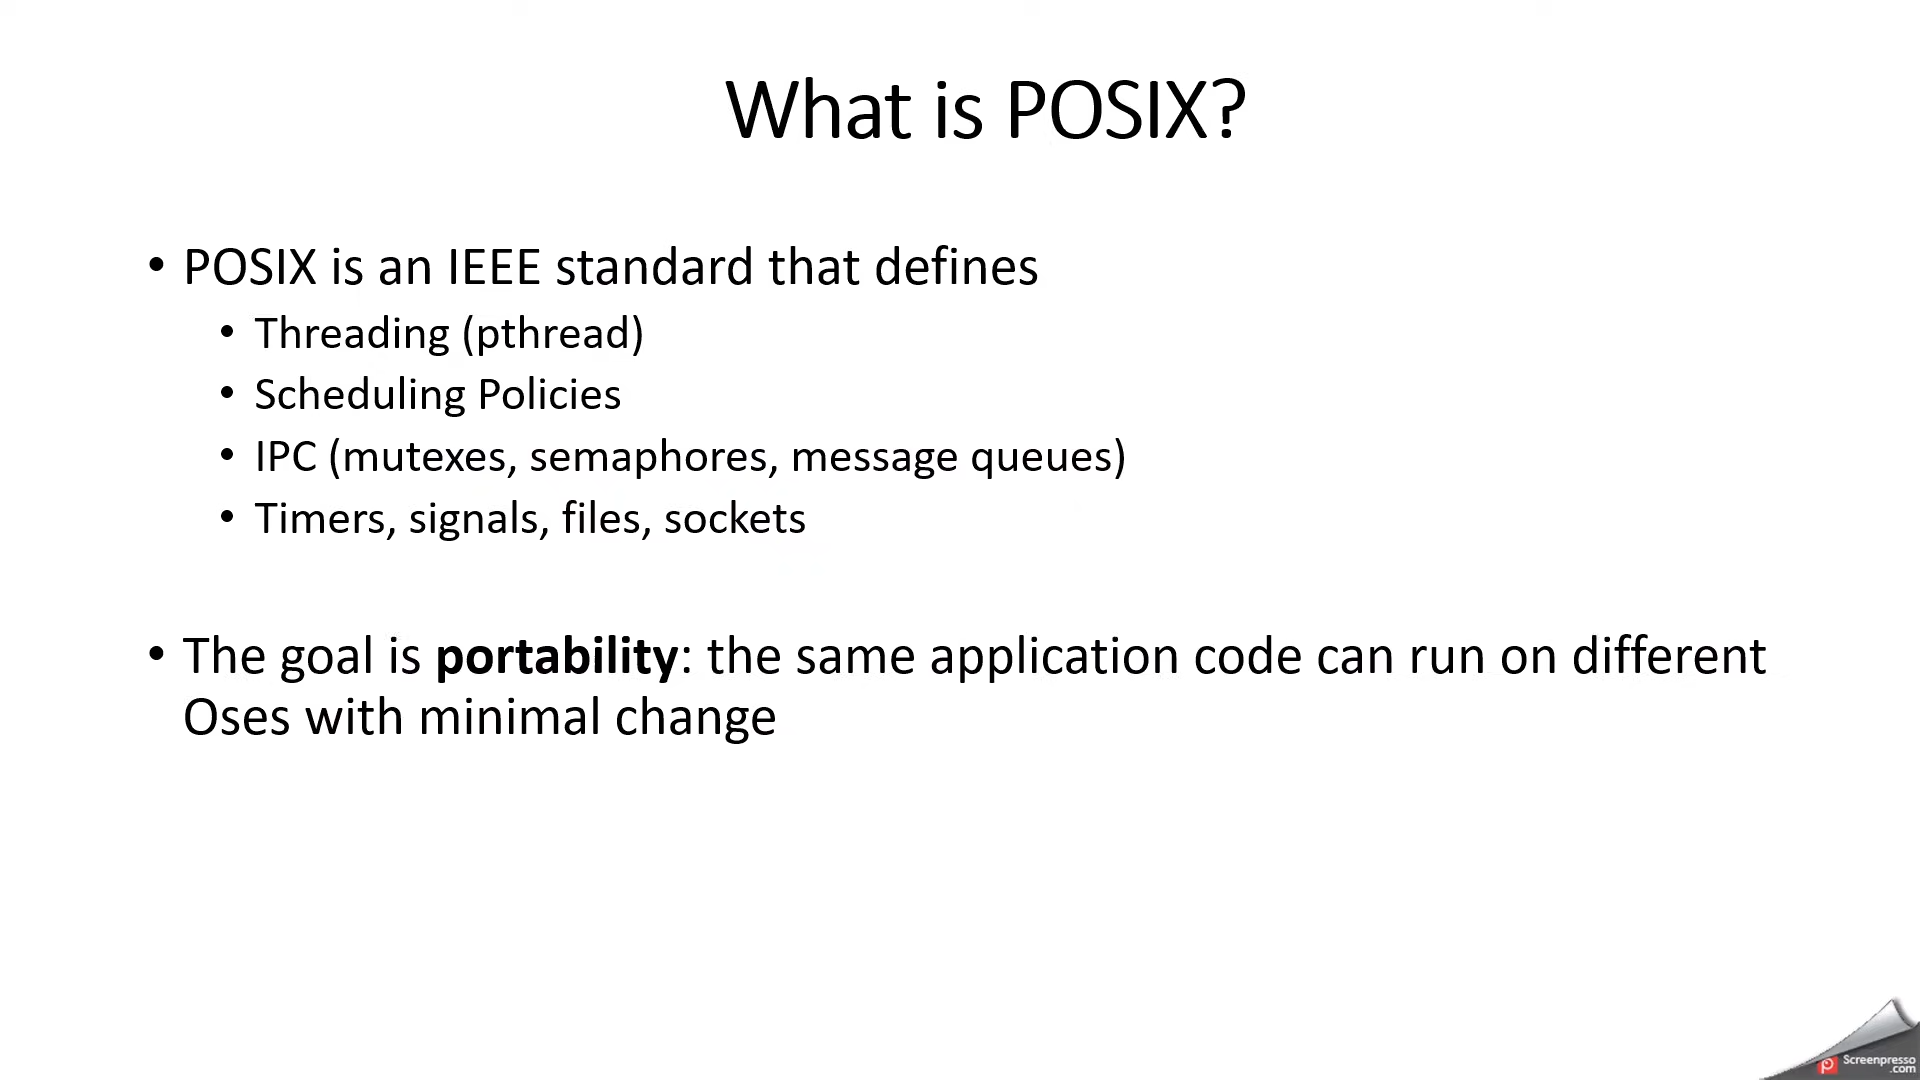 What is POSIX?
• POSIX is an IEEE standard that defines
• Threading (pthread)
• Scheduling Policies
• IPC (mutexes, semaphores, message queues)
• Timers, signals, files, sockets
• The goal is portability: the same application code can run on different
Oses with minimal change
Screenpresso
.com